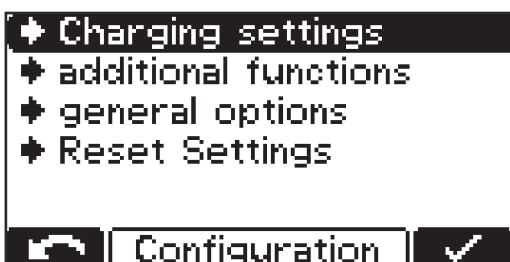 Charging settings
additional functions
general options
Reset Settings
Configuration